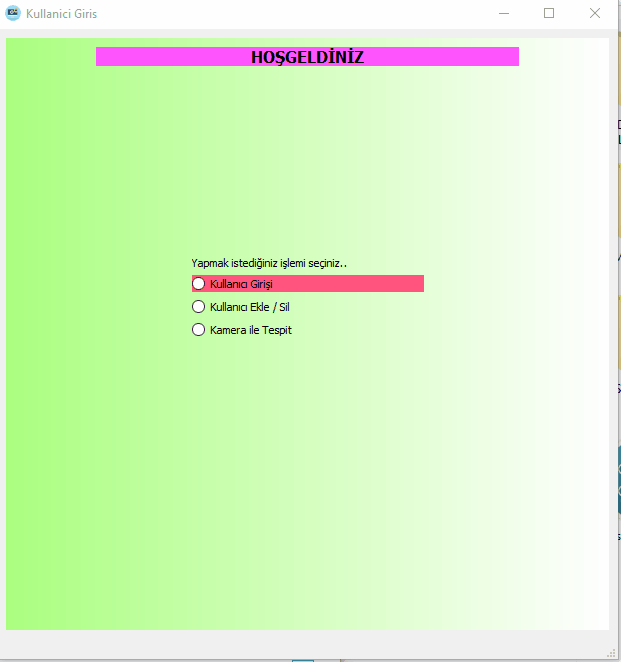 Kullanici Giris
HOŞGELDİNİZ
Yapmak istediğiniz işlemi seçiniz..
Kullanıcı Girişi
Kullanıcı Ekle / Sil
Kamera ile Tespit